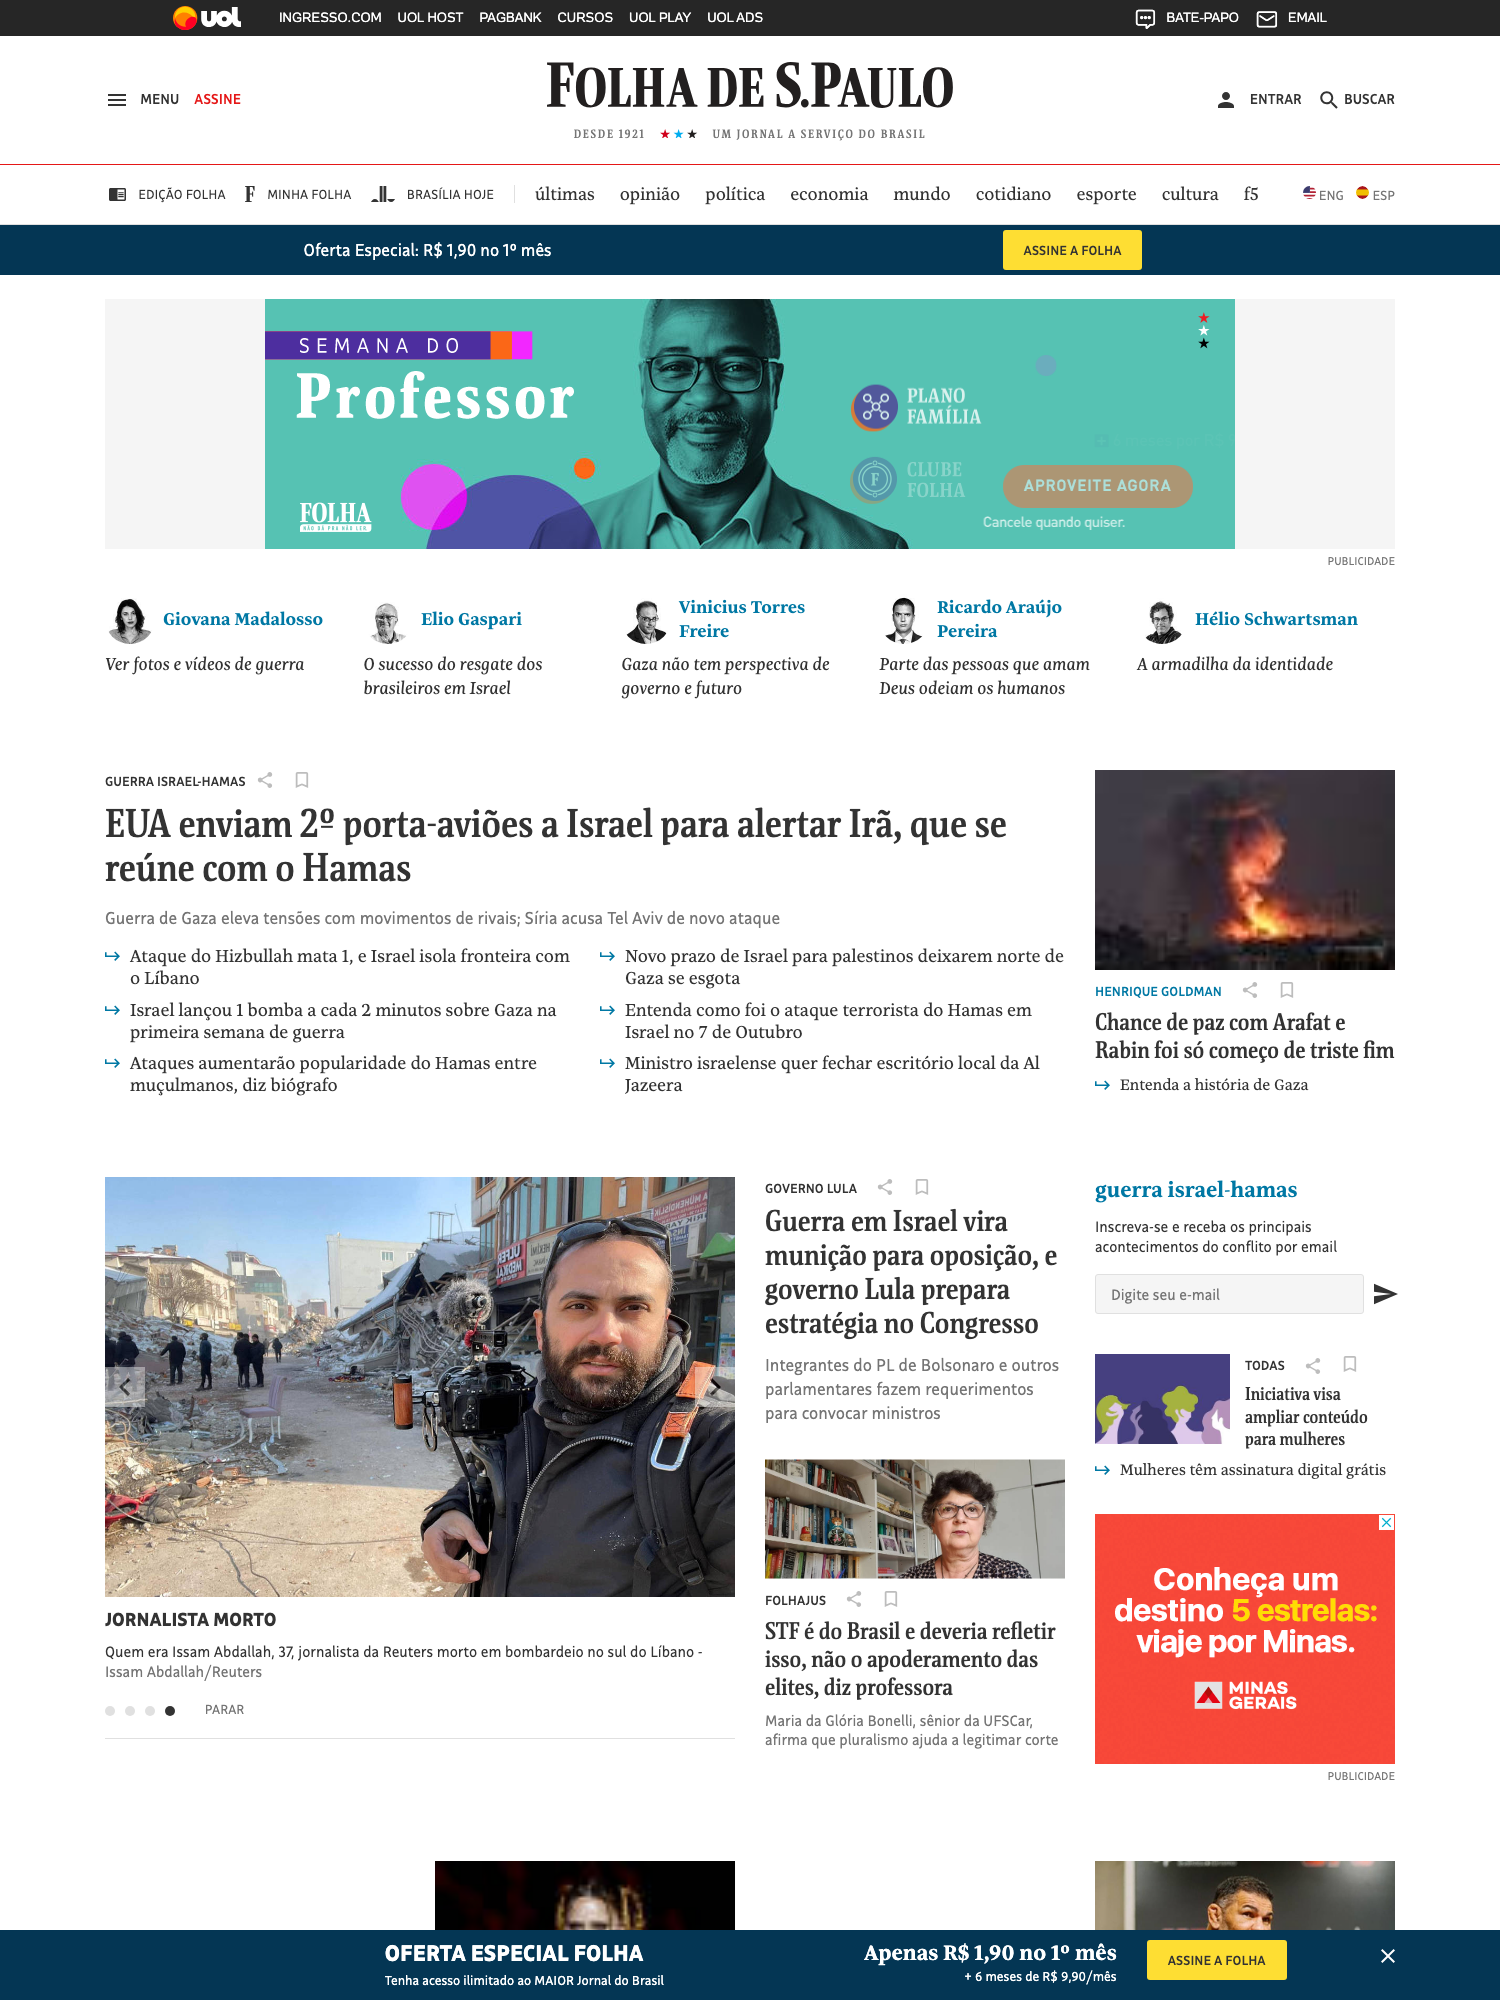 uol
INGRESSO.COM UOL HOST PAGBANK CURSOS UOL PLAY UOL ADS
BATE-PAPO EMAIL
MENU ASSINE
FOLHA DE S.PAULO
DESDE 1921 ★★★ UM JORNAL A SERVIÇO DO BRASIL
ENTRAR BUSCAR
EDIÇÃO FOLHA F MINHA FOLHA BRASÍLIA HOJE
últimas opinião política economia mundo cotidiano esporte cultura f5
ENG ESP
Oferta Especial: R$ 1,90 no 1º mês
ASSINE A FOLHA
SEMANA DO
Professor
FOLHA
NÃO DÁ PRA NÃO LER
PLANO
FAMÍLIA
F CLUBE
FOLHA
APROVEITE AGORA
Cancele quando quiser.
PUBLICIDADE
Giovana Madalosso
Ver fotos e vídeos de guerra
Elio Gaspari
O sucesso do resgate dos
brasileiros em Israel
Vinicius Torres
Freire
Gaza não tem perspectiva de
governo e futuro
Ricardo Araújo
Pereira
Parte das pessoas que amam
Deus odeiam os humanos
Hélio Schwartsman
A armadilha da identidade
GUERRA ISRAEL-HAMAS
EUA enviam 2º porta-aviões a Israel para alertar Irã, que se
reúne com o Hamas
Guerra de Gaza eleva tensões com movimentos de rivais; Síria acusa Tel Aviv de novo ataque
Ataque do Hizbullah mata 1, e Israel isola fronteira com
o Líbano
Israel lançou 1 bomba a cada 2 minutos sobre Gaza na
primeira semana de guerra
Ataques aumentarão popularidade do Hamas entre
muçulmanos, diz biógrafo
Novo prazo de Israel para palestinos deixarem norte de
Gaza se esgota
Entenda como foi o ataque terrorista do Hamas em
Israel no 7 de Outubro
Ministro israelense quer fechar escritório local da Al
Jazeera
HENRIQUE GOLDMAN
Chance de paz com Arafat e
Rabin foi só começo de triste fim
Entenda a história de Gaza
JORNALISTA MORTO
Quem era Issam Abdallah, 37, jornalista da Reuters morto em bombardeio no sul do Líbano -
Issam Abdallah/Reuters
PARAR
GOVERNO LULA
Guerra em Israel vira
munição para oposição, e
governo Lula prepara
estratégia no Congresso
Integrantes do PL de Bolsonaro e outros
parlamentares fazem requerimentos
para convocar ministros
FOLHAJUS
STF é do Brasil e deveria refletir
isso, não o apoderamento das
elites, diz professora
Maria da Glória Bonelli, sênior da UFSCar,
afirma que pluralismo ajuda a legitimar corte
guerra israel-hamas
Inscreva-se e receba os principais
acontecimentos do conflito por email
Digite seu e-mail
TODAS
Iniciativa visa
ampliar conteúdo
para mulheres
Mulheres têm assinatura digital grátis
Conheça um
destino 5 estrelas:
viaje por Minas.
MINAS
GERAIS
PUBLICIDADE
OFERTA ESPECIAL FOLHA
Tenha acesso ilimitado ao MAIOR Jornal do Brasil
Apenas R$ 1,90 no 1º mês
+ 6 meses de R$ 9,90/mês
ASSINE A FOLHA